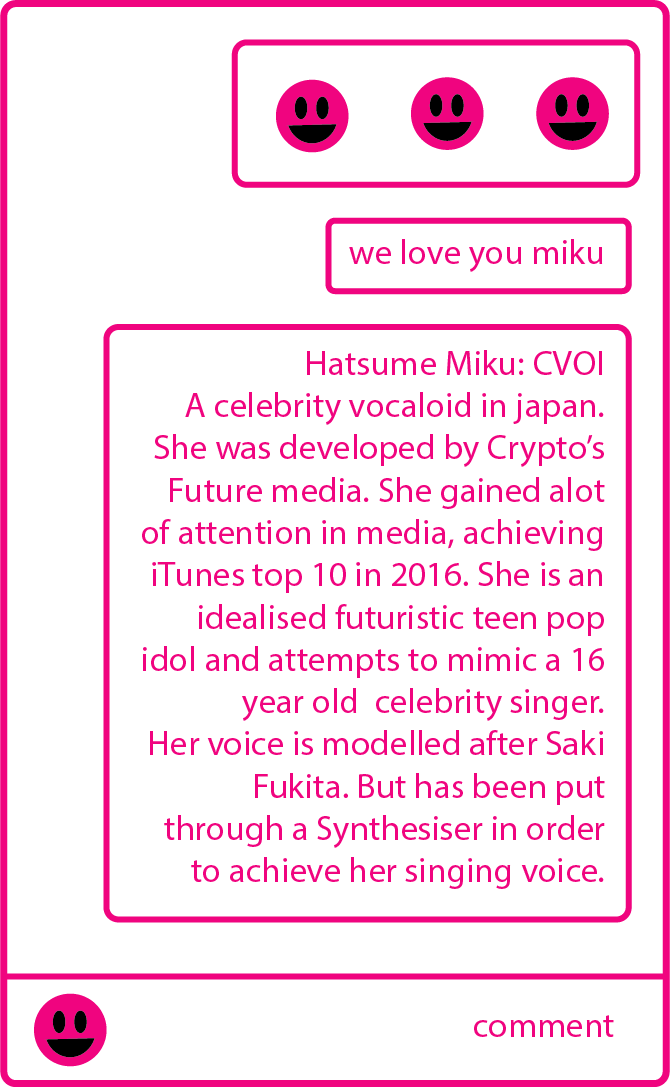 we love you miku
Hatsume Miku: CVOI
A celebrity vocaloid in japan.
She was developed by Crypto’s
Future media. She gained alot
of attention in media, achieving
iTunes top 10 in 2016. She is an
idealised futuristic teen pop
idol and attempts to mimic a 16
year old  celebrity singer.
Her voice is modelled after Saki
Fukita. But has been put
through a Synthesiser in order
to achieve her singing voice.
comment